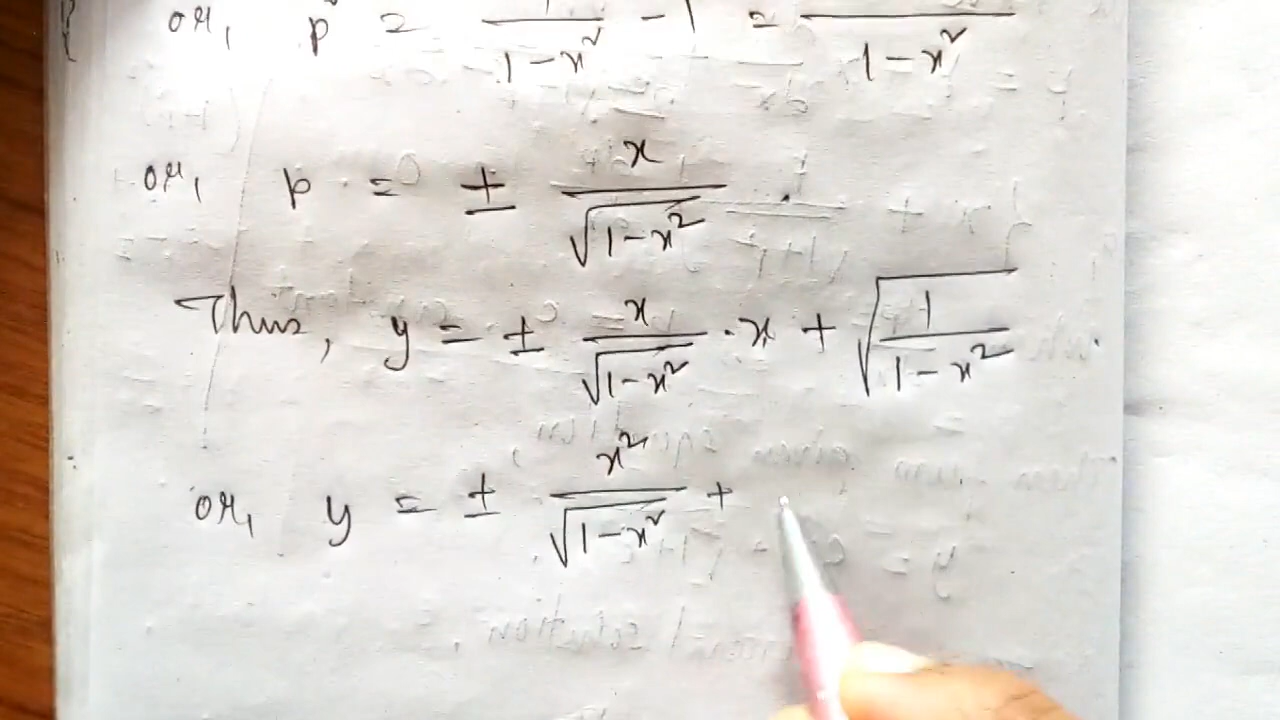 or, p² = 1/(1-x²) - 1 = /(1-x²)
or, p = ± x/√(1-x²) .
Thus, y = ± x/√(1-x²) · x + √(1/(1-x²)) .
or, y = ± x²/√(1-x²) +